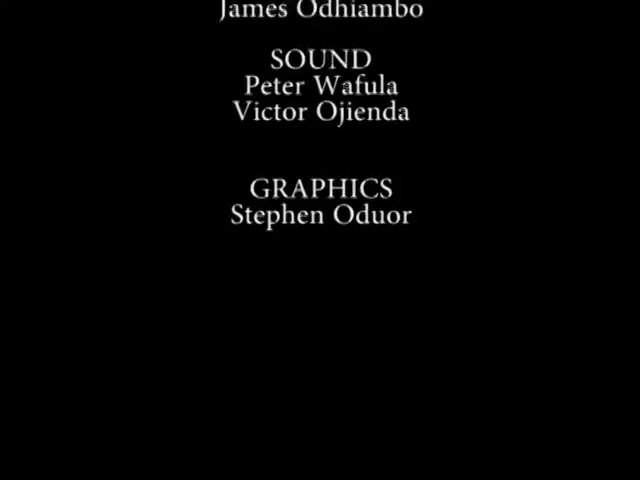 James Odhiambo
SOUND
Peter Wafula
Victor Ojienda
GRAPHICS
Stephen Oduor